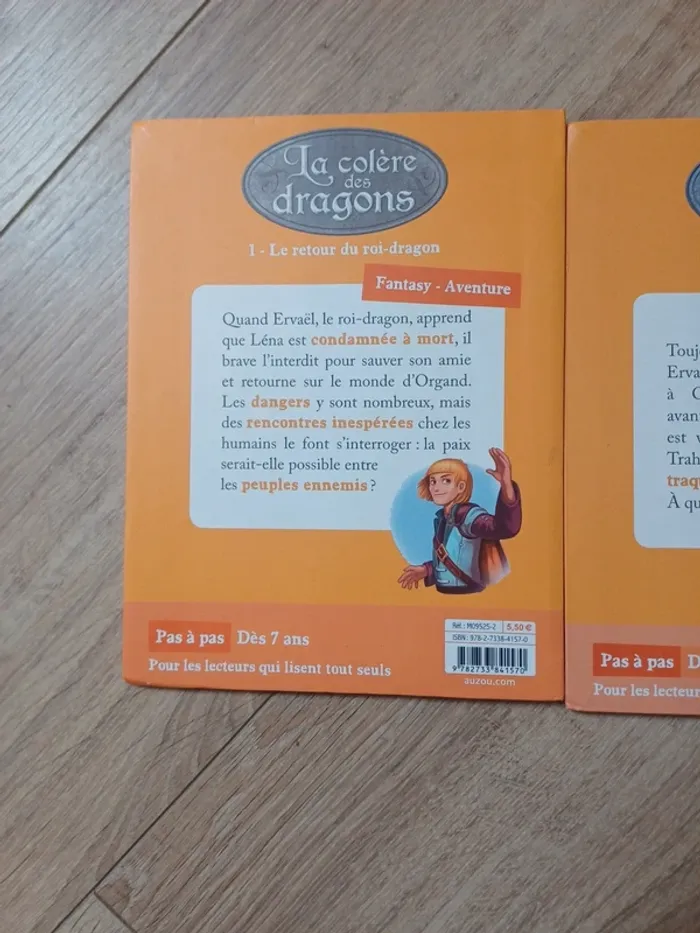 La colère
des
dragons
1 - Le retour du roi-dragon
Fantasy - Aventure
Quand Ervaël, le roi-dragon, apprend
que Léna est condamnée à mort, il
brave l'interdit pour sauver son amie
et retourne sur le monde d'Organd.
Les dangers y sont nombreux, mais
des rencontres inespérées chez les
humains le font s'interroger : la paix
serait-elle possible entre
les peuples ennemis ?
Pas à pas Dès 7 ans
Pour les lecteurs qui lisent tout seuls
Réf. : MO9525-2 5,50 €
ISBN : 978-2-7338-4157-0
9 782733 841570
auzou.com
Touj
Erva
à C
avan
est v
Trah
traq
À qu
Pas à pas D
Pour les lecteur